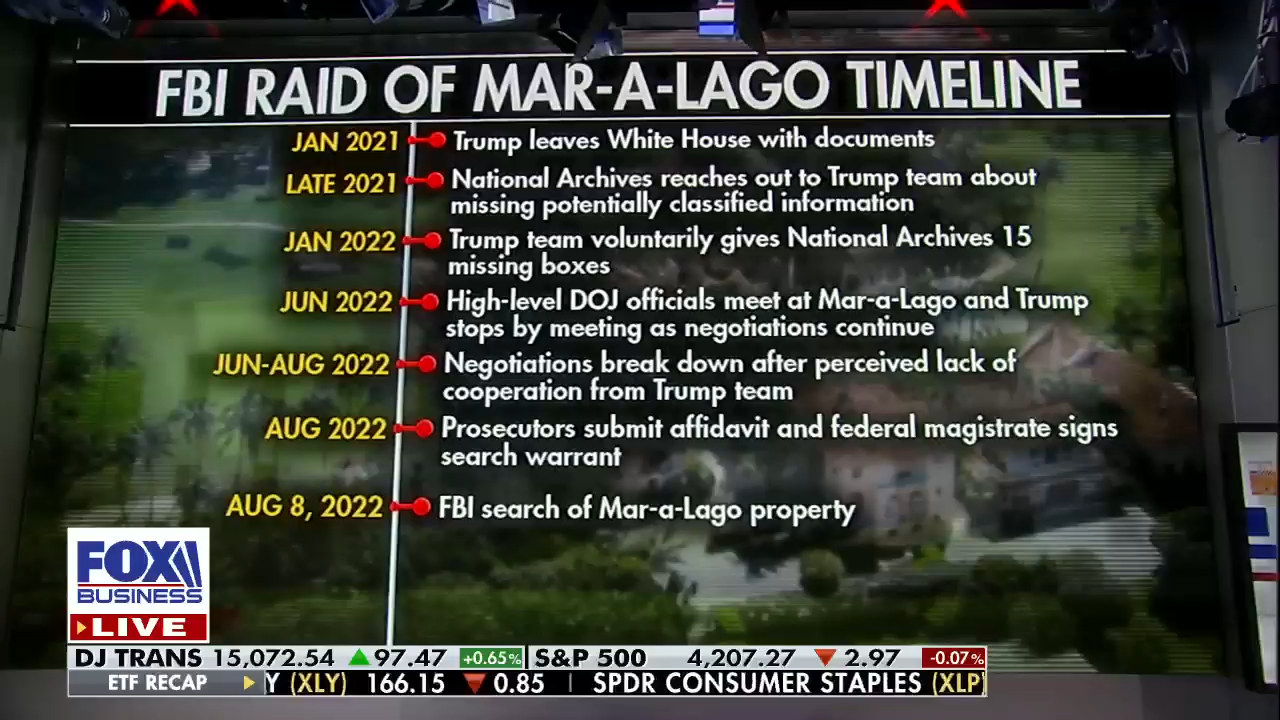 FBI RAID OF MAR-A-LAGO TIMELINE
JAN 2021 Trump leaves White House with documents
LATE 2021 National Archives reaches out to Trump team about
missing potentially classified information
JAN 2022 Trump team voluntarily gives National Archives 15
missing boxes
JUN 2022 High-level DOJ officials meet at Mar-a-Lago and Trump
stops by meeting as negotiations continue
JUN-AUG 2022 Negotiations break down after perceived lack of
cooperation from Trump team
AUG 2022 Prosecutors submit affidavit and federal magistrate signs
search warrant
AUG 8, 2022 FBI search of Mar-a-Lago property
FOX
BUSINESS
LIVE
DJ TRANS 15,072.54 97.47 +0.65% S&P 500 4,207.27 2.97 -0.07%
ETF RECAP Y (XLY) 166.15 0.85 SPDR CONSUMER STAPLES (XLP)